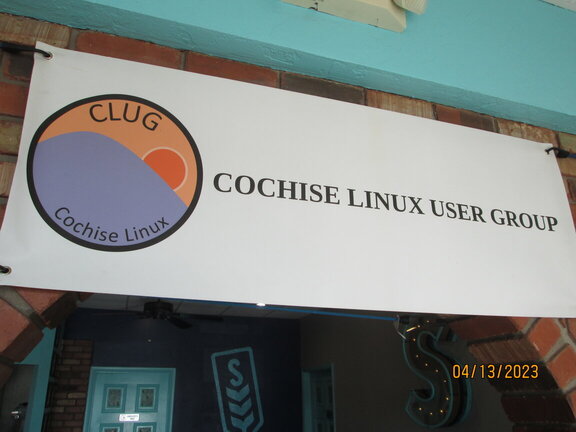 CLUG
Cochise Linux
COCHISE LINUX USER GROUP
S
S
04/13/2023